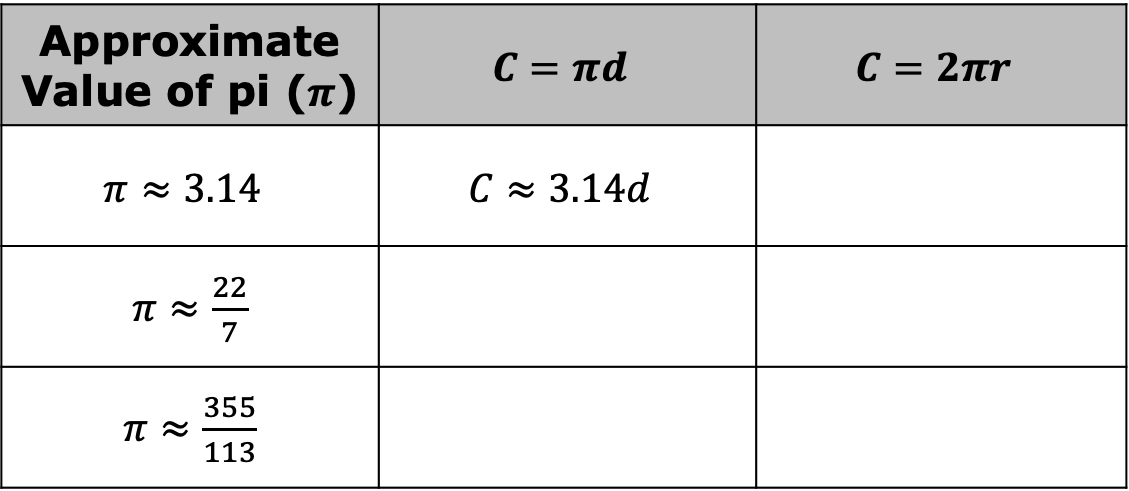 Approximate
Value of pi (π)
C = πd
C = 2πr
π ≈ 3.14
C ≈ 3.14d
π ≈ 22/7
π ≈ 355/113